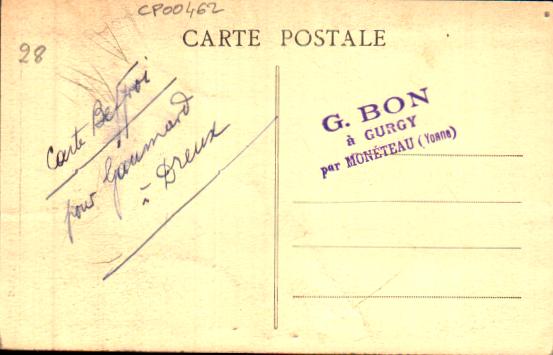 CP00462
28
CARTE POSTALE
Carte Beffroi
pour Gaumard
à Dreux
G. BON
à GURGY
par MONÉTEAU (Yonne)